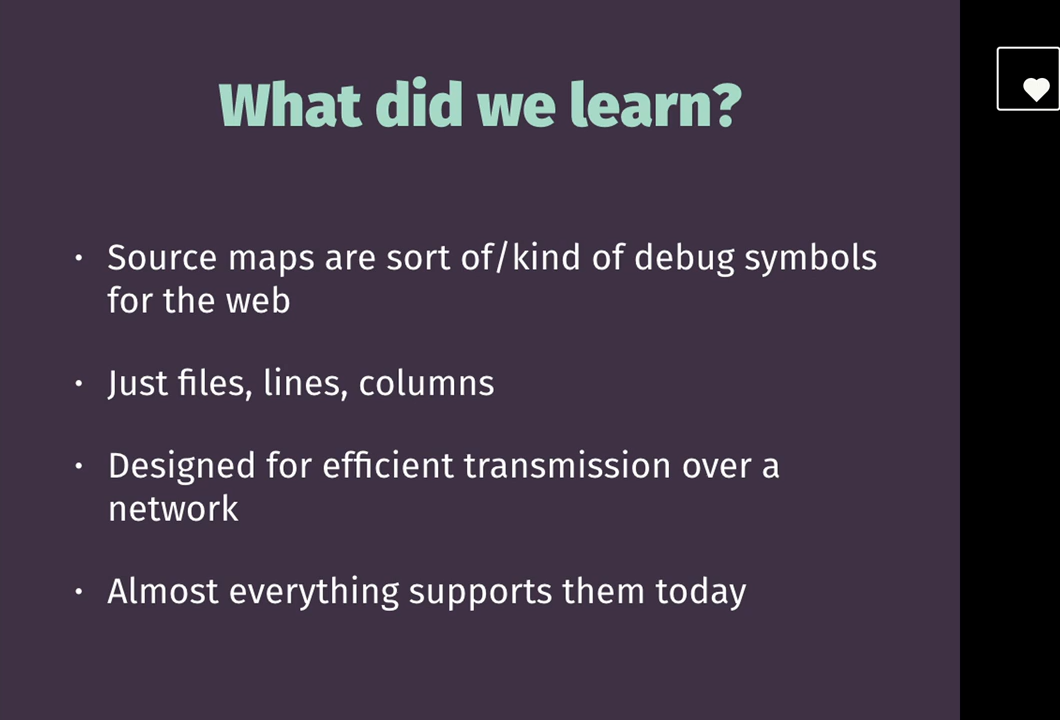 What did we learn?
• Source maps are sort of/kind of debug symbols
for the web
• Just files, lines, columns
• Designed for efficient transmission over a
network
• Almost everything supports them today